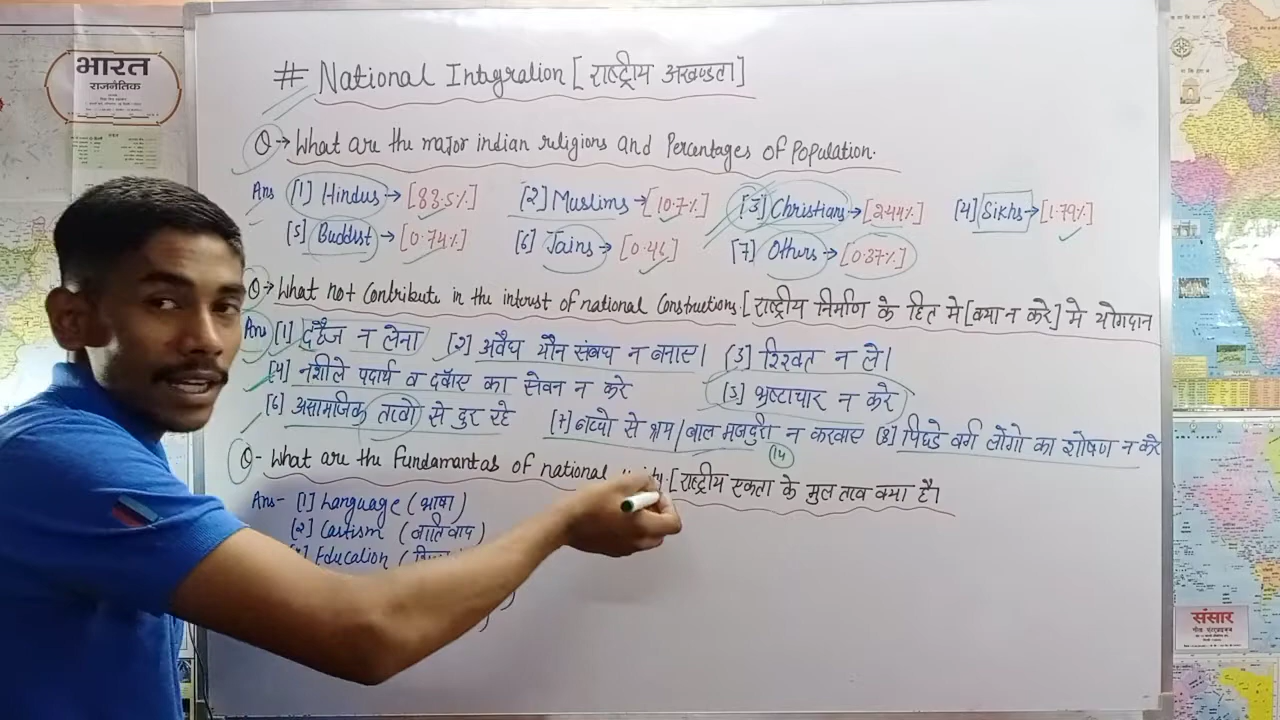 भारत
राजनैतिक
# National Integration [राष्ट्रीय अखण्डता]
Q→ What are the major indian religions and Percentages of Population.
Ans (1) Hindus → [83.5%] [2] Muslims → [10.7%] [3] Christians → [2.44%] [4] Sikhs → [1.79%]
[5] Buddist → [0.74%] [6] Jains → [0.46] [7] Others → [0.37%]
Q→ What not Contribute in the interest of national Constructions. [राष्ट्रीय निर्माण के हित मे [क्या न करे] मे योगदान
Ans [1] दहेज न लेना [2] अवैध यौन संबध न बनाए। [3] रिश्वत न ले।
[4] नशीले पदार्थ व दवाए का सेवन न करे [5] भ्रष्टाचार न करे
[6] असामाजिक तत्वो से दुर रहे [7] बच्चो से श्रम/बाल मजदुरी न करवाए (8) पिछडे वर्ग लोगो का शोषण न करे
14
Q- What are the Fundamantas of national [राष्ट्रीय एकता के मुल तत्व क्या है।
Ans- (1) Language (भाषा)
(2) Castism (जातिवाद)
Education
संसार